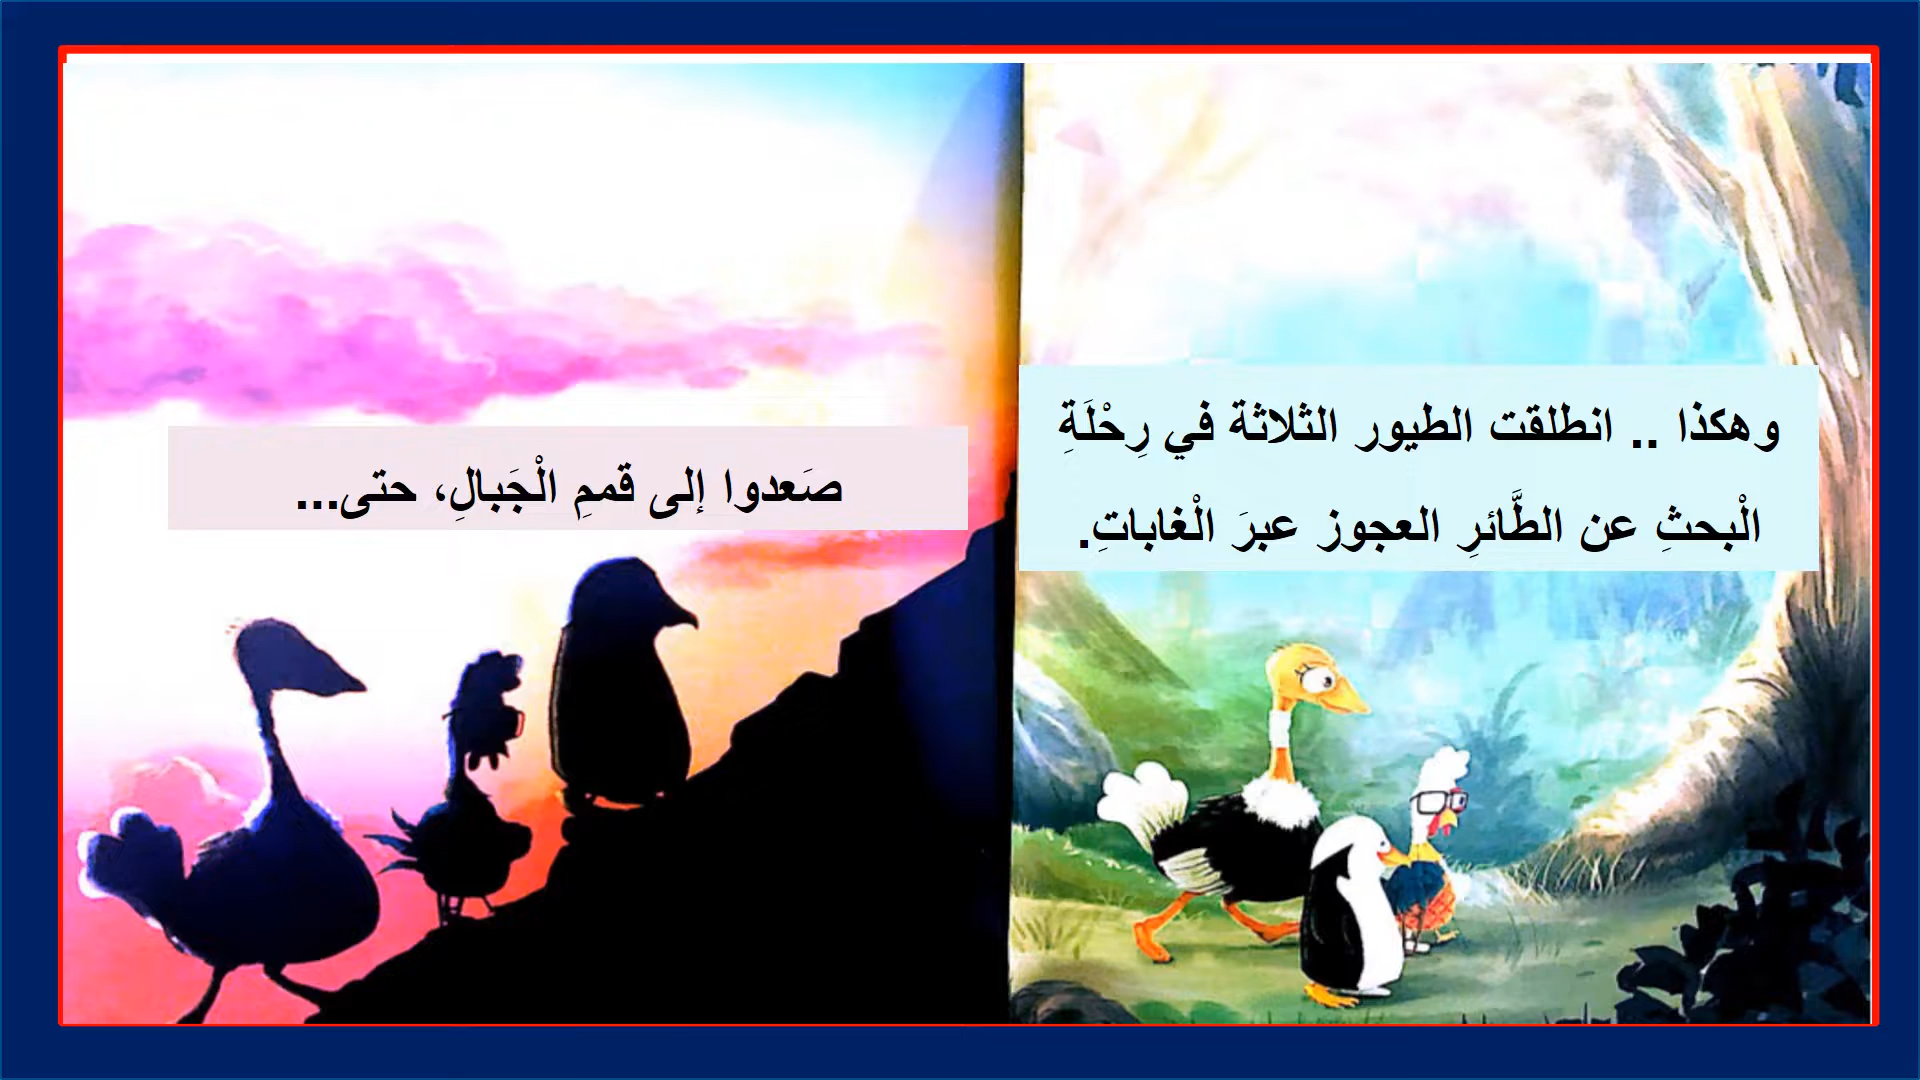 وهكذا .. انطلقت الطيور الثلاثة في رِحْلَةِ
الْبحثِ عن الطَّائرِ العجوز عبرَ الْغاباتِ.
صَعدوا إلى قممِ الْجَبالِ، حتى...